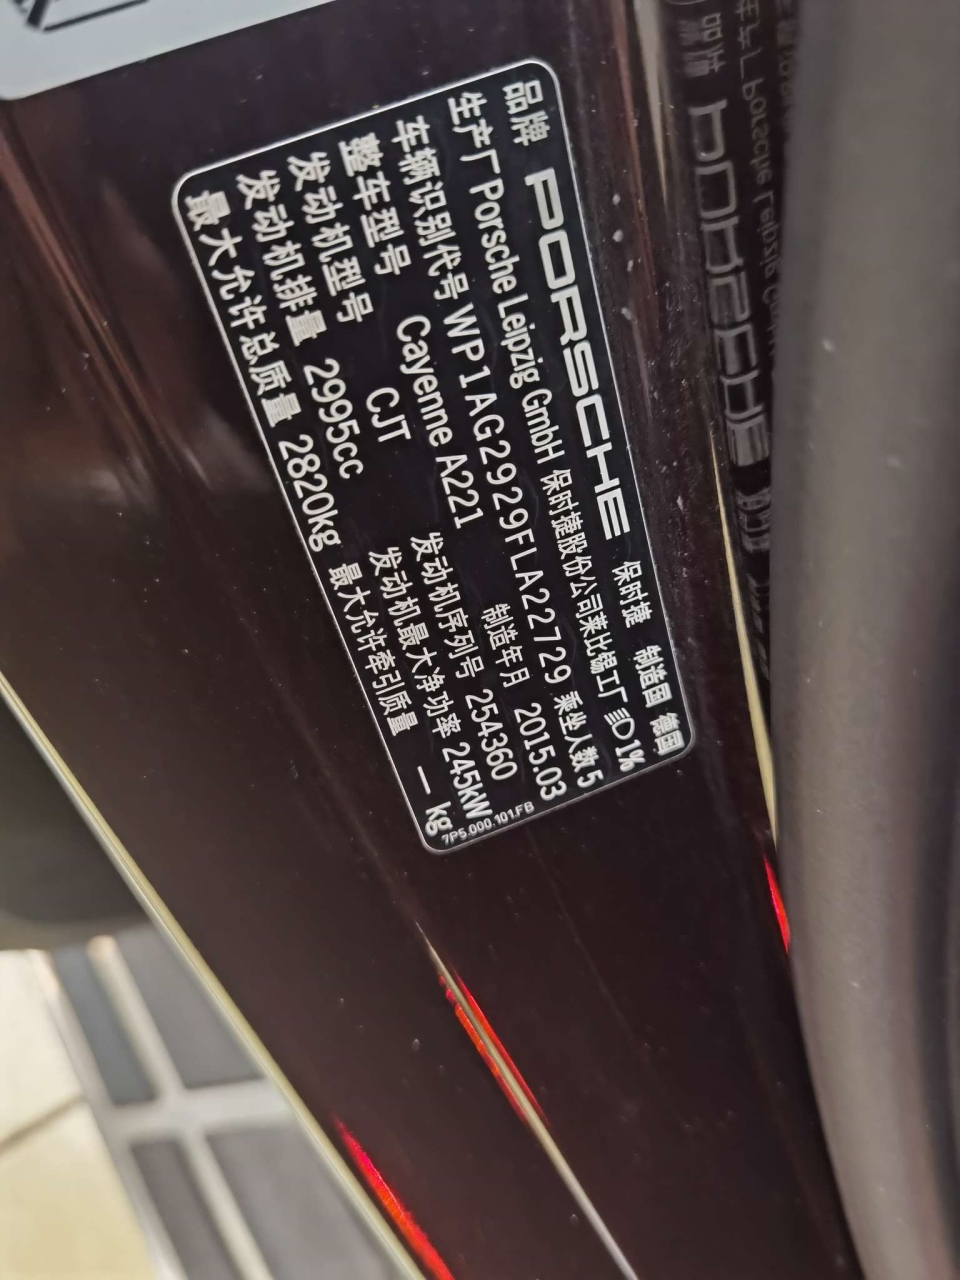 品牌 PORSCHE 保时捷 制造国 德国
生产厂 Porsche Leipzig GmbH 保时捷股份公司莱比锡工厂 1%
车辆识别代号 WP1AG2929FLA22729 乘坐人数 5
整车型号 Cayenne A221 制造年月 2015.03
发动机型号 CJT 发动机序列号 254360
发动机排量 2995cc 发动机最大净功率 245kW
最大允许总质量 2820kg 最大允许牵引质量 — kg
7P5.000.101.FB